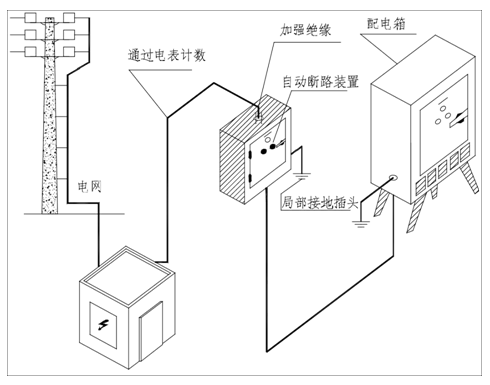 加强绝缘
配电箱
通过电表计数
自动断路装置
电网
局部接地插头